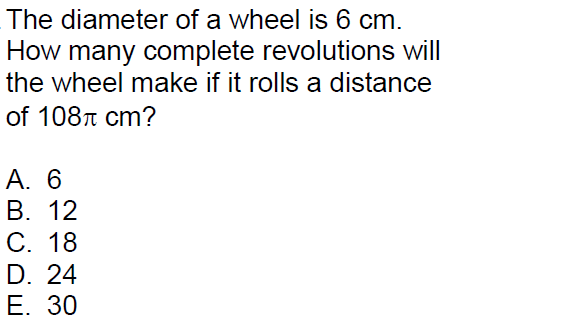 The diameter of a wheel is 6 cm.
How many complete revolutions will
the wheel make if it rolls a distance
of 108π cm?
A. 6
B. 12
C. 18
D. 24
E. 30